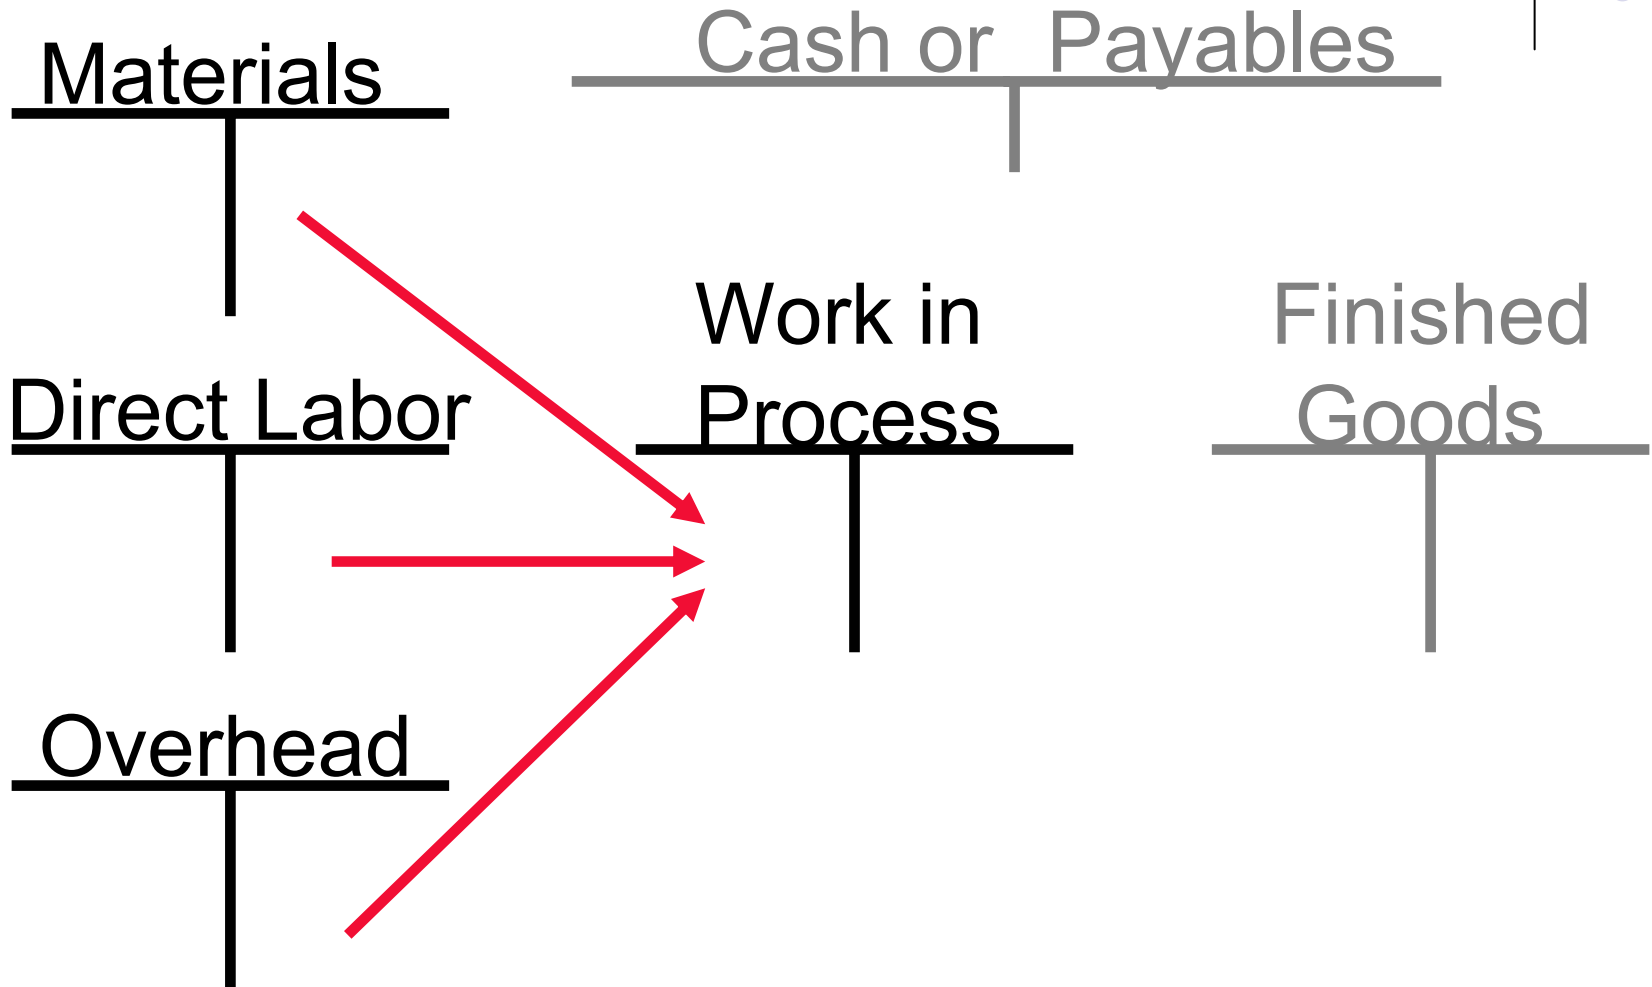 Cash or Payables
Materials
Work in
Process
Finished
Goods
Direct Labor
Overhead